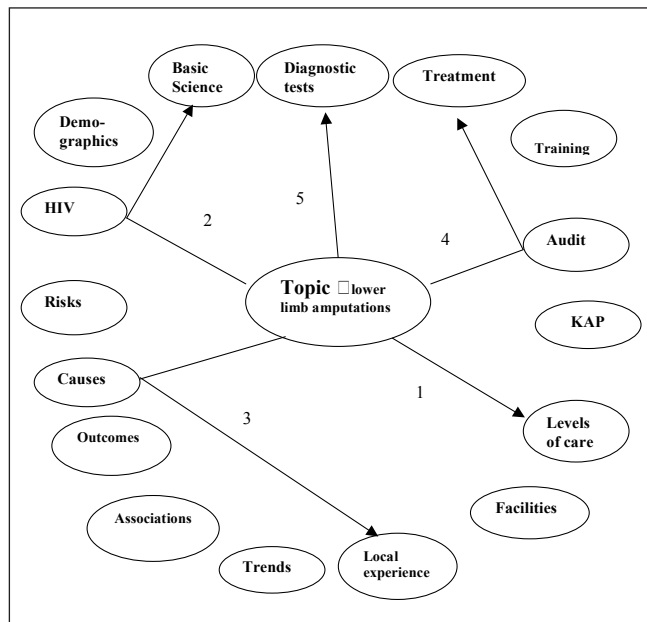 Basic
Science
Diagnostic
tests
Treatment
Demo-
graphics
Training
HIV
2
5
4
Audit
Topic □ lower
limb amputations
Risks
KAP
Causes
3
1
Levels
of care
Outcomes
Associations
Facilities
Trends
Local
experience